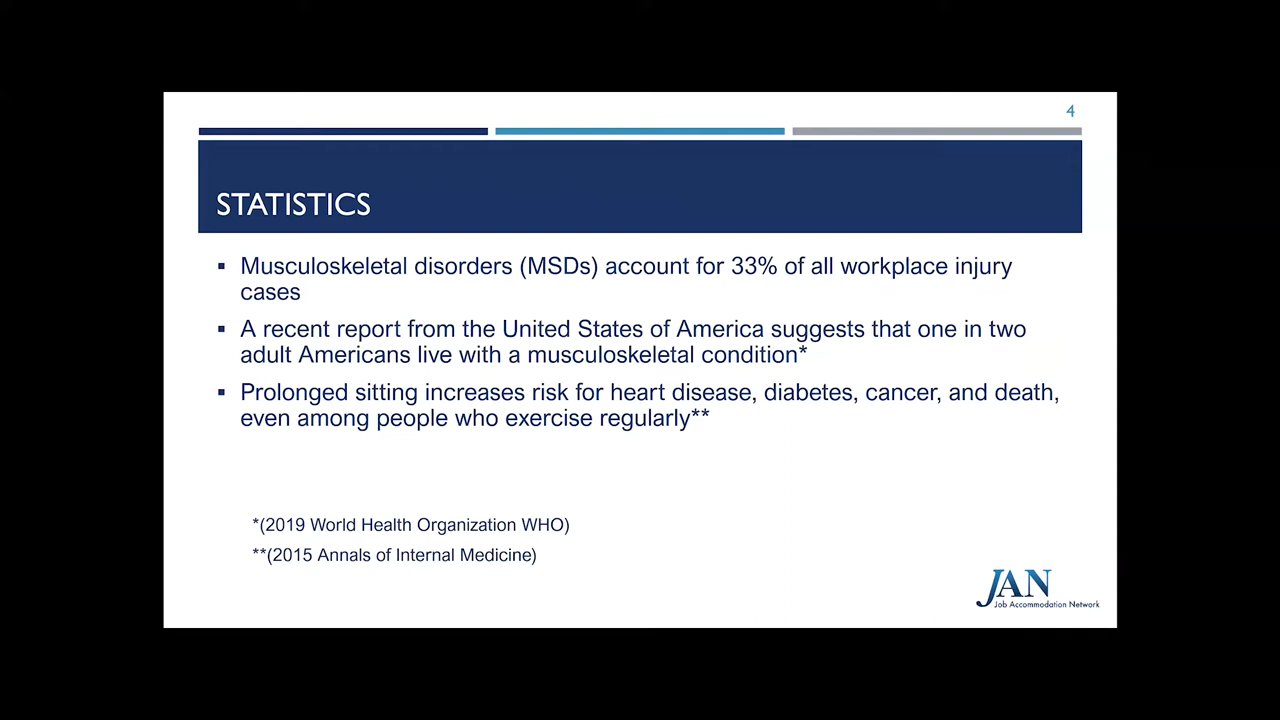 4
STATISTICS
▪ Musculoskeletal disorders (MSDs) account for 33% of all workplace injury
cases
▪ A recent report from the United States of America suggests that one in two
adult Americans live with a musculoskeletal condition*
▪ Prolonged sitting increases risk for heart disease, diabetes, cancer, and death,
even among people who exercise regularly**
*(2019 World Health Organization WHO)
**(2015 Annals of Internal Medicine)
JAN
Job Accommodation Network